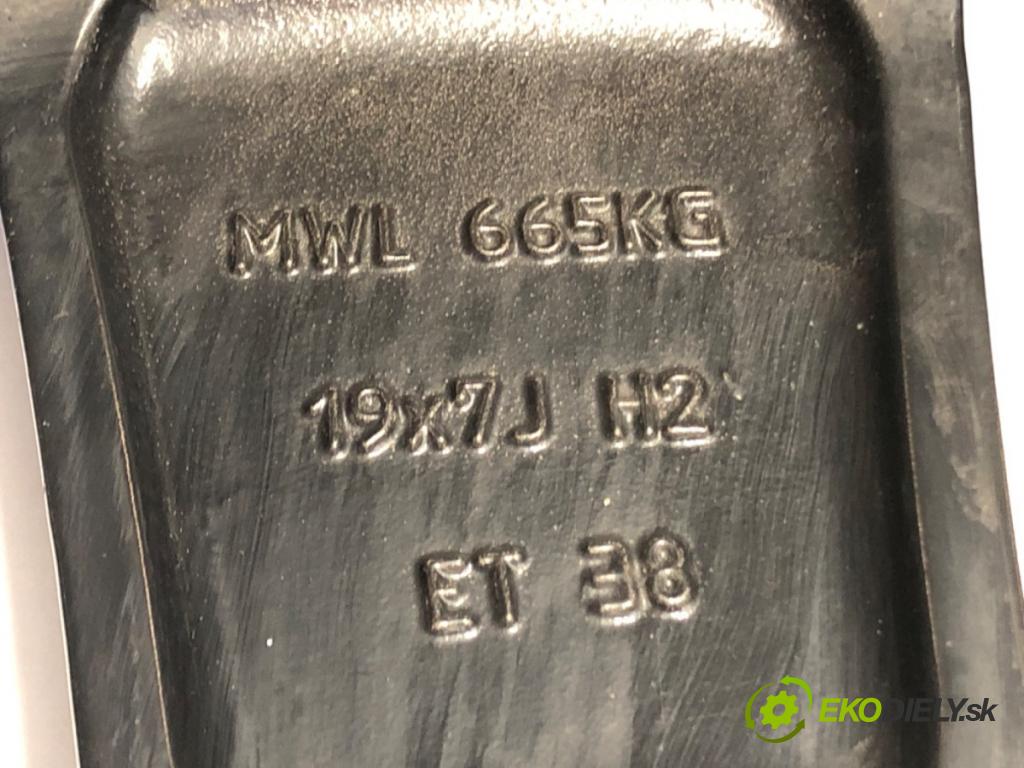 MWL 665KG
19x7J H2
ET 38
EKODIELY.sk